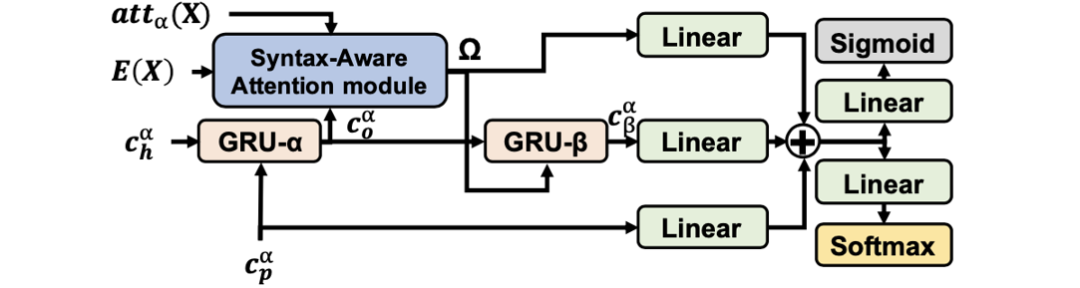 att_α(X)
E(X)
c_h^α
c_p^α
Syntax-Aware
Attention module
Ω
GRU-α
c_o^α
GRU-β
c_β^α
Linear
Linear
Linear
+
Sigmoid
Linear
Linear
Softmax